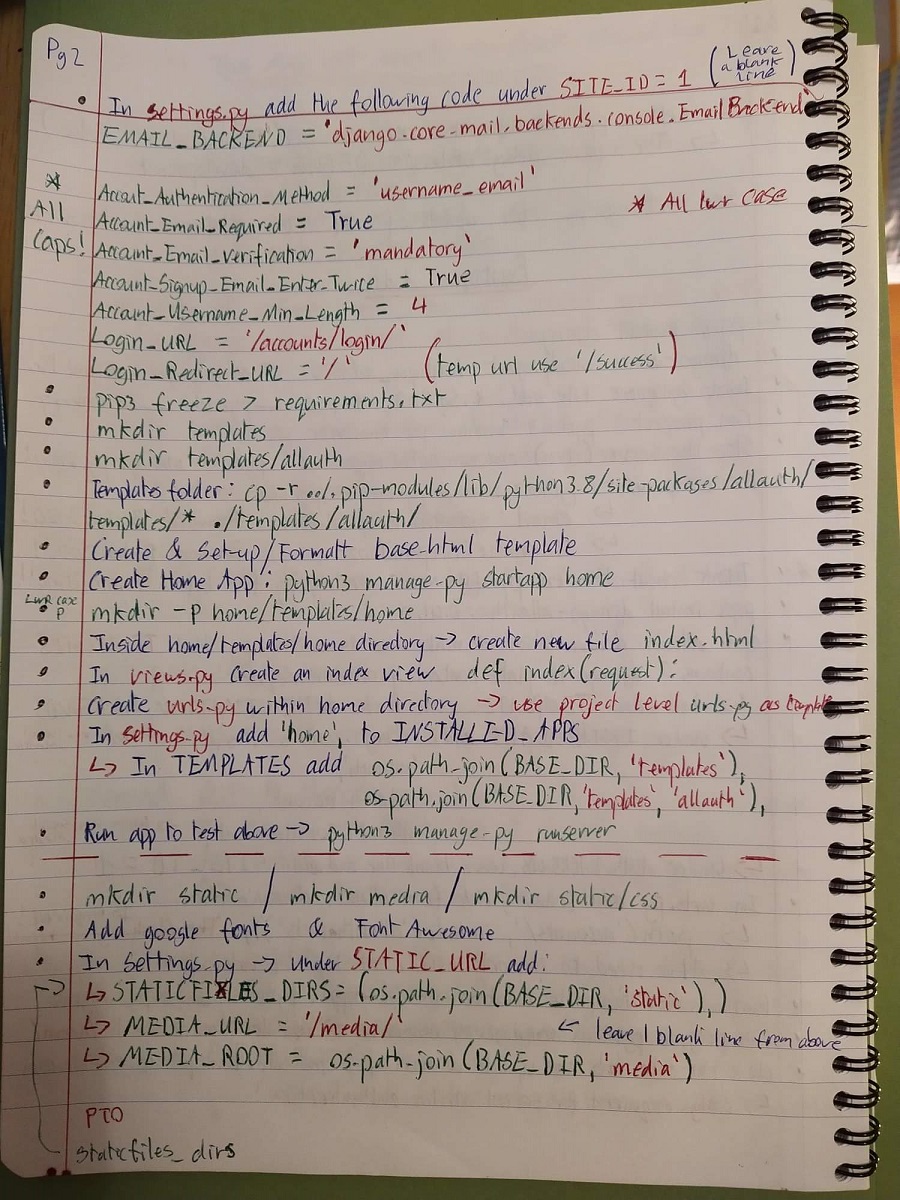 Pg 2
(Leave a blank line)
• In settings.py add the following code under SITE_ID = 1
EMAIL_BACKEND = 'django.core.mail.backends.console.EmailBackend'
* All Caps!
Account_Authentication_Method = 'username_email'
* All lwr case
Account_Email_Required = True
Account_Email_Verification = 'mandatory'
Account_Signup_Email_Enter_Twice = True
Account_Username_Min_Length = 4
Login_URL = '/accounts/login/'
Login_Redirect_URL = '/' (temp url use '/success')
• pip3 freeze > requirements.txt
• mkdir templates
• mkdir templates/allauth
• Templates folder: cp -r ../.pip-modules/lib/python3.8/site-packages/allauth/
templates/* ./templates/allauth/
• Create & Set-up/Formatt base.html template
• Create Home App: python3 manage.py startapp home
Lwr case p
• mkdir -p home/templates/home
• Inside home/templates/home directory → create new file index.html
• In views.py create an index view def index(request):
• Create urls.py within home directory → use project level urls.py as template
• In settings.py add 'home', to INSTALLED_APPS
↳ In TEMPLATES add os.path.join(BASE_DIR, 'templates'),
os.path.join(BASE_DIR, 'templates', 'allauth'),
• Run app to test above → python3 manage.py runserver
• mkdir static / mkdir media / mkdir static/css
• Add google fonts & Font Awesome
• In settings.py → under STATIC_URL add:
↳ STATICFILES_DIRS = (os.path.join(BASE_DIR, 'static'),)
↳ MEDIA_URL = '/media/' ← leave 1 blank line from above
↳ MEDIA_ROOT = os.path.join(BASE_DIR, 'media')
PTO
staticfiles_dirs